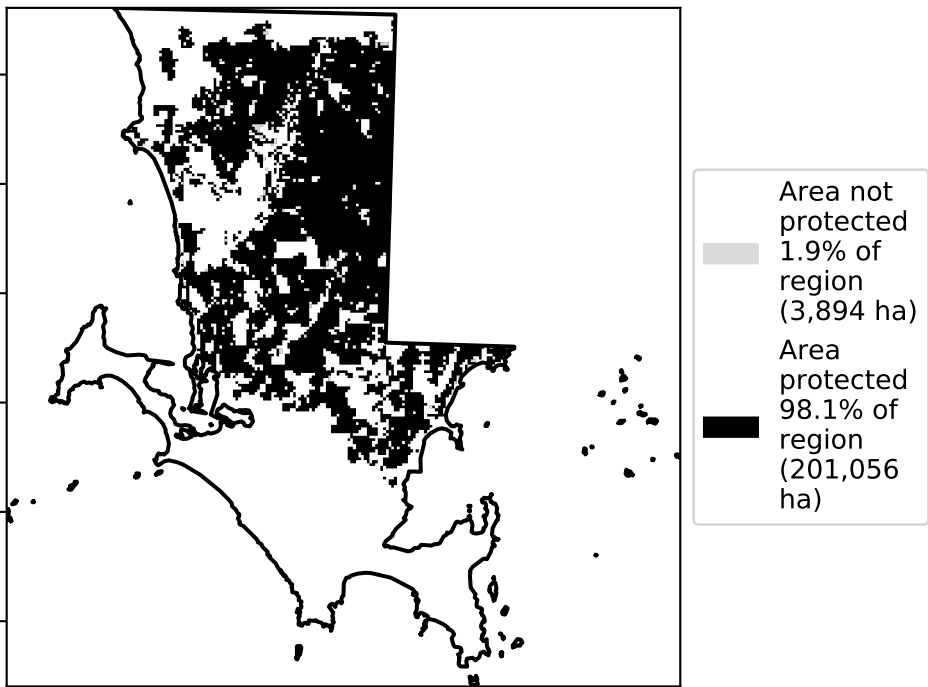 Area not
protected
1.9% of
region
(3,894 ha)
Area
protected
98.1% of
region
(201,056
ha)